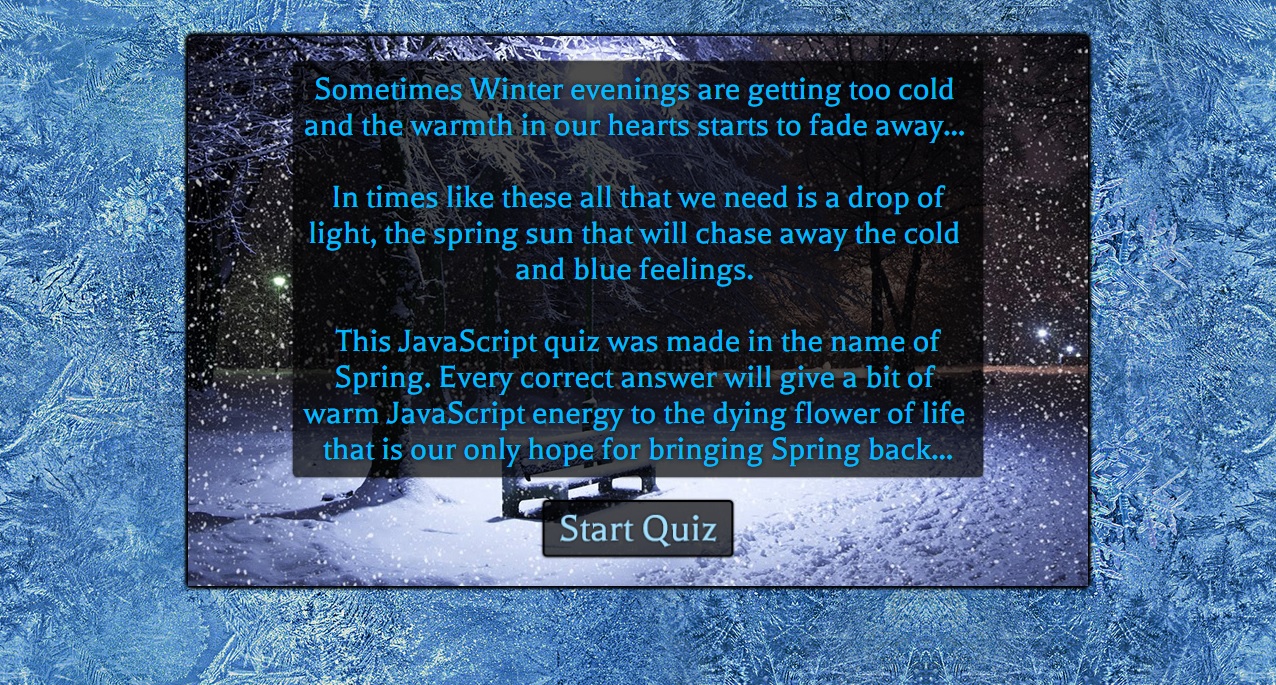 Sometimes Winter evenings are getting too cold
and the warmth in our hearts starts to fade away...
In times like these all that we need is a drop of
light, the spring sun that will chase away the cold
and blue feelings.
This JavaScript quiz was made in the name of
Spring. Every correct answer will give a bit of
warm JavaScript energy to the dying flower of life
that is our only hope for bringing Spring back...
Start Quiz